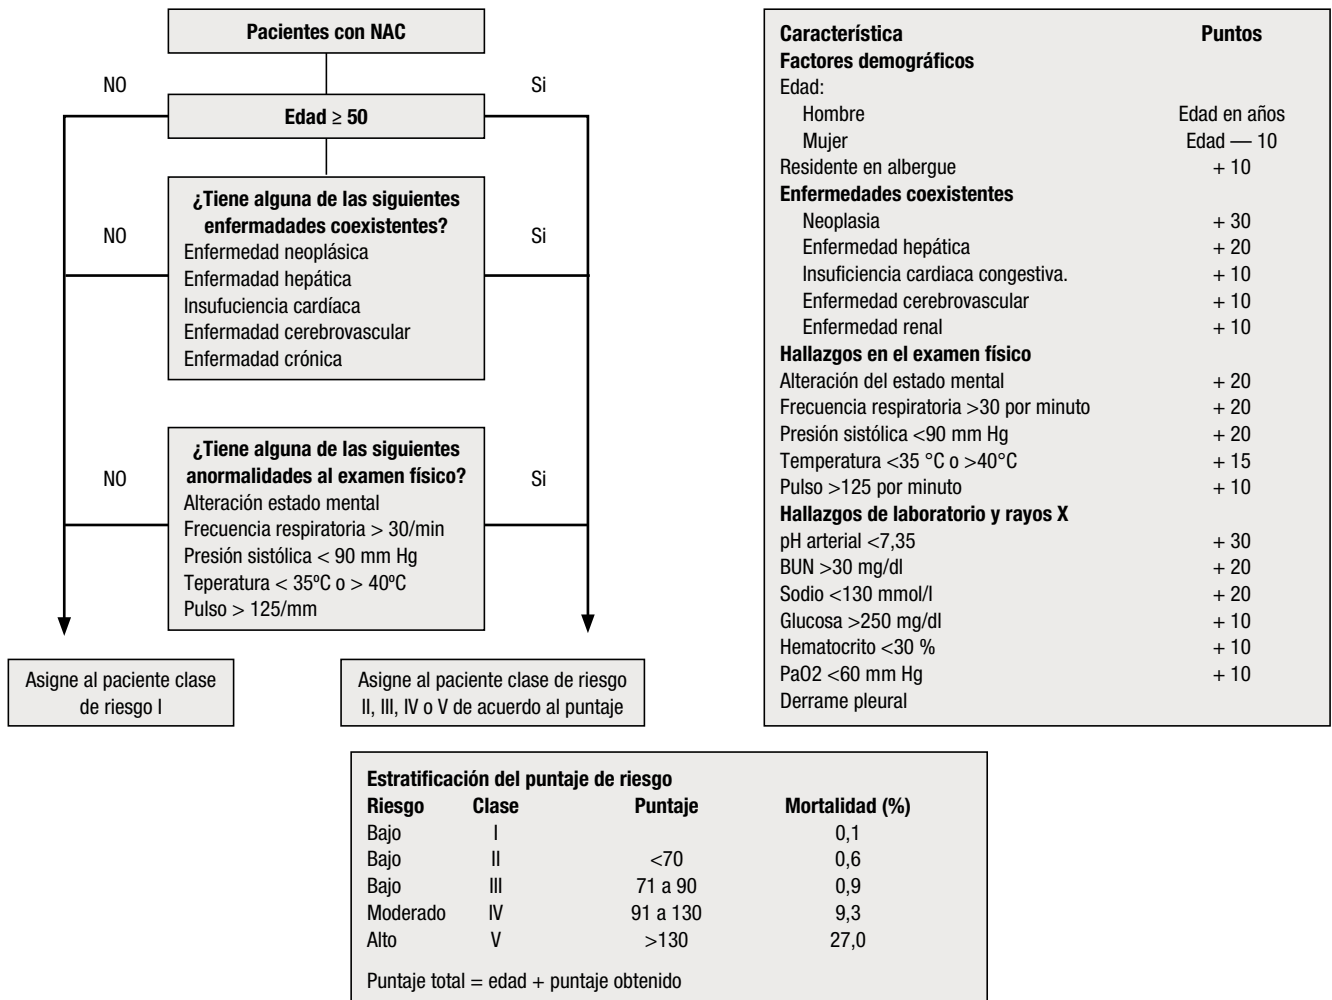 Pacientes con NAC
NO
Si
Edad ≥ 50
¿Tiene alguna de las siguientes
enfermadades coexistentes?
NO
Si
Enfermedad neoplásica
Enfermadad hepática
Insufuciencia cardíaca
Enfermadad cerebrovascular
Enfermadad crónica
¿Tiene alguna de las siguientes
anormalidades al examen físico?
NO
Si
Alteración estado mental
Frecuencia respiratoria > 30/min
Presión sistólica < 90 mm Hg
Teperatura < 35ºC o > 40ºC
Pulso > 125/mm
Asigne al paciente clase
de riesgo I
Asigne al paciente clase de riesgo
II, III, IV o V de acuerdo al puntaje
Característica Puntos
Factores demográficos
Edad:
Hombre Edad en años
Mujer Edad — 10
Residente en albergue + 10
Enfermedades coexistentes
Neoplasia + 30
Enfermedad hepática + 20
Insuficiencia cardiaca congestiva. + 10
Enfermedad cerebrovascular + 10
Enfermedad renal + 10
Hallazgos en el examen físico
Alteración del estado mental + 20
Frecuencia respiratoria >30 por minuto + 20
Presión sistólica <90 mm Hg + 20
Temperatura <35 °C o >40°C + 15
Pulso >125 por minuto + 10
Hallazgos de laboratorio y rayos X
pH arterial <7,35 + 30
BUN >30 mg/dl + 20
Sodio <130 mmol/l + 20
Glucosa >250 mg/dl + 10
Hematocrito <30 % + 10
PaO2 <60 mm Hg + 10
Derrame pleural
Estratificación del puntaje de riesgo
Riesgo Clase Puntaje Mortalidad (%)
Bajo I 0,1
Bajo II <70 0,6
Bajo III 71 a 90 0,9
Moderado IV 91 a 130 9,3
Alto V >130 27,0
Puntaje total = edad + puntaje obtenido